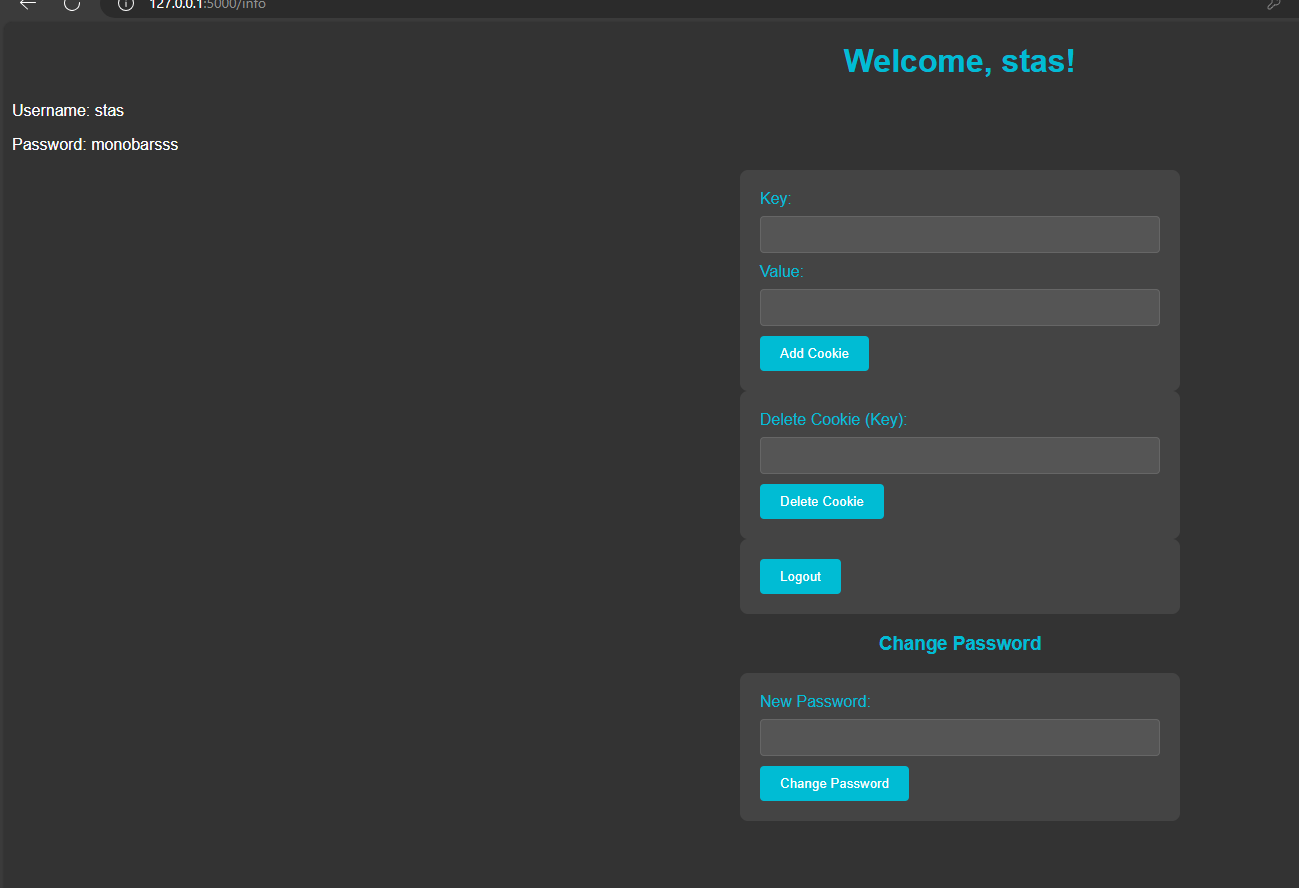 127.0.0.1:5000/info
Welcome, stas!
Username: stas
Password: monobarsss
Key:
Value:
Add Cookie
Delete Cookie (Key):
Delete Cookie
Logout
Change Password
New Password:
Change Password